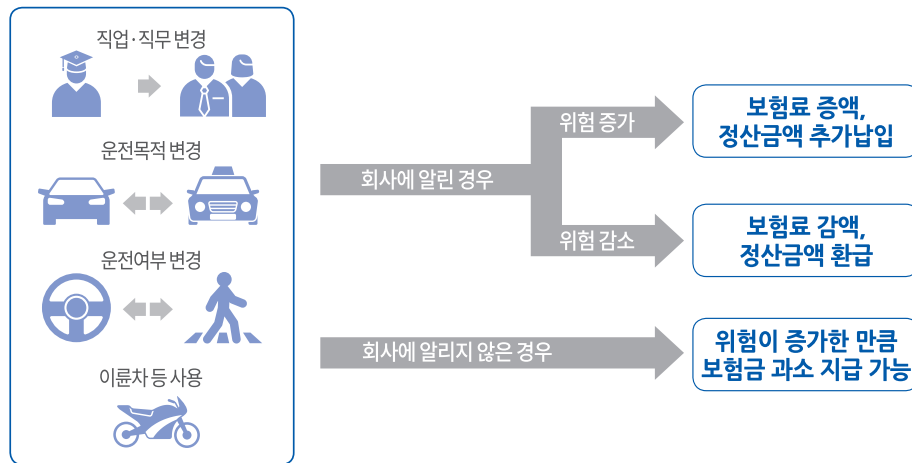 직업·직무 변경
운전목적 변경
운전여부 변경
이륜차 등 사용
회사에 알린 경우
위험 증가
보험료 증액,
정산금액 추가납입
위험 감소
보험료 감액,
정산금액 환급
회사에 알리지 않은 경우
위험이 증가한 만큼
보험금 과소 지급 가능